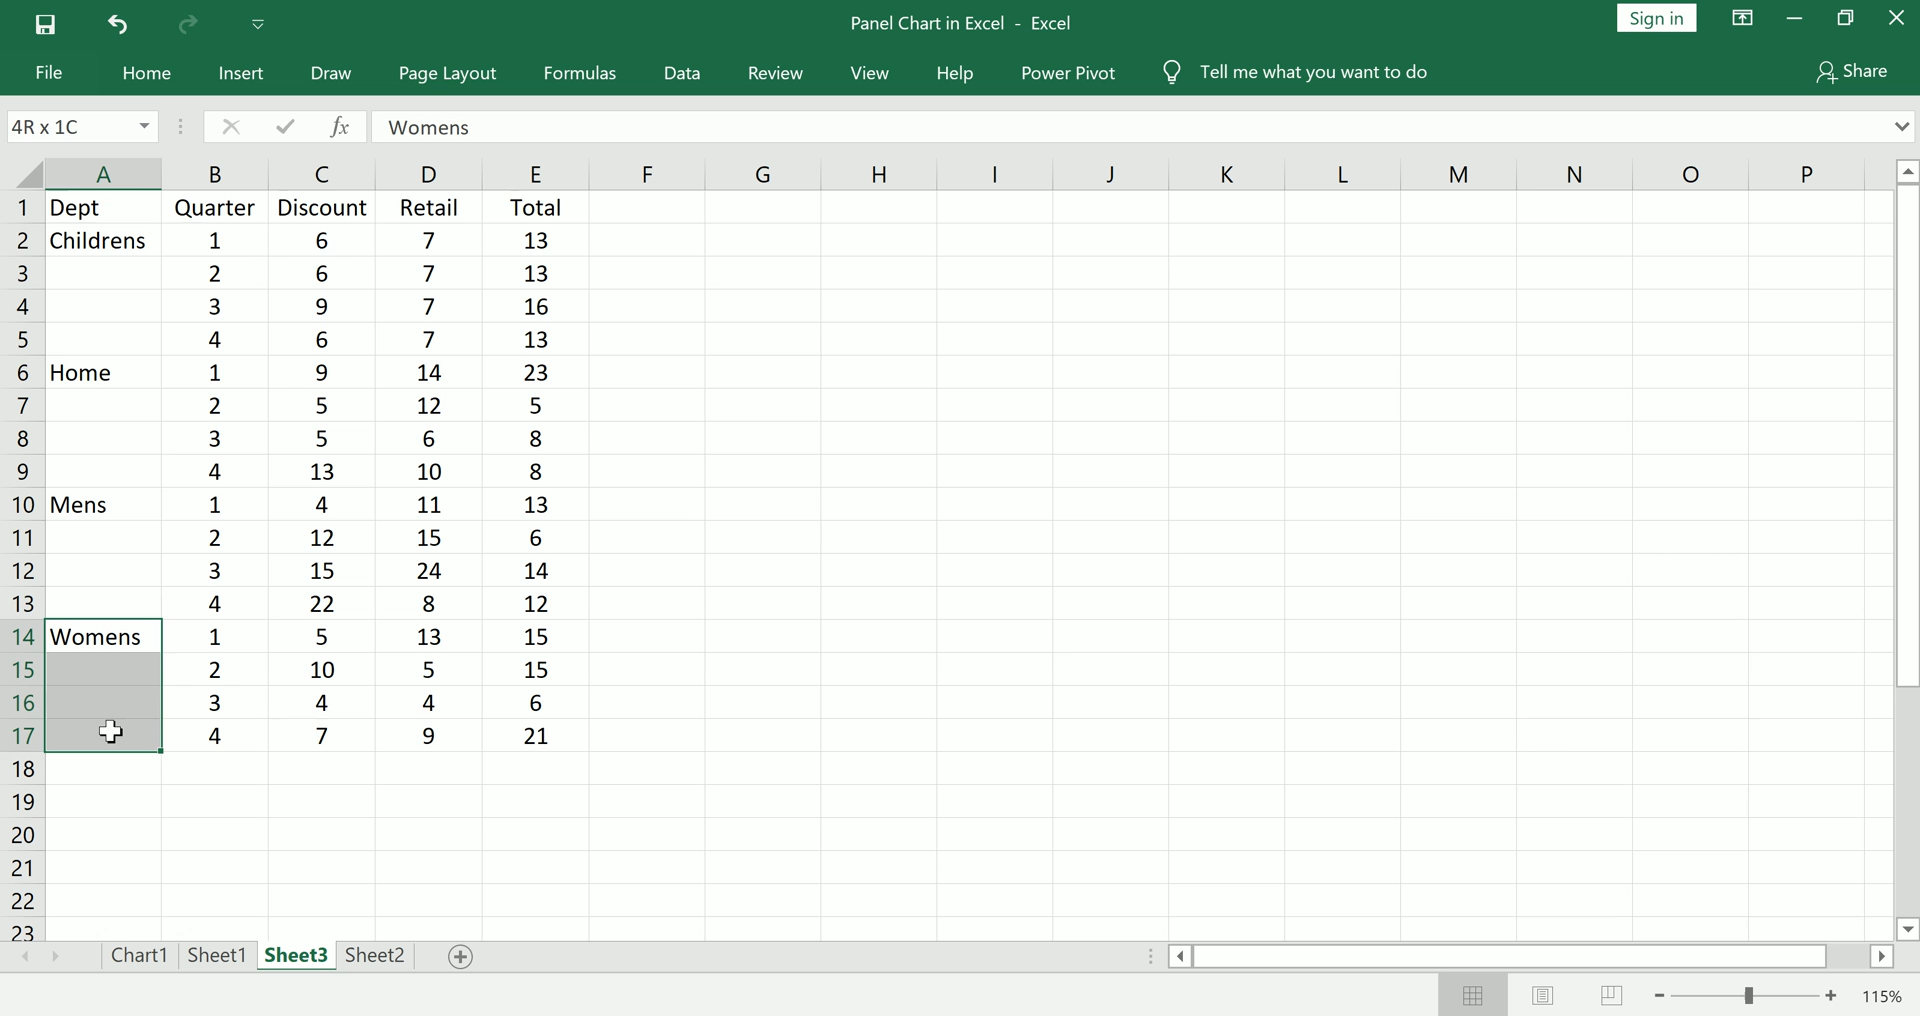 Panel Chart in Excel - Excel
Sign in
File Home Insert Draw Page Layout Formulas Data Review View Help Power Pivot Tell me what you want to do Share
4R x 1C fx Womens
A B C D E F G H I J K L M N O P
1 Dept Quarter Discount Retail Total
2 Childrens 1 6 7 13
3 2 6 7 13
4 3 9 7 16
5 4 6 7 13
6 Home 1 9 14 23
7 2 5 12 5
8 3 5 6 8
9 4 13 10 8
10 Mens 1 4 11 13
11 2 12 15 6
12 3 15 24 14
13 4 22 8 12
14 Womens 1 5 13 15
15 2 10 5 15
16 3 4 4 6
17 4 7 9 21
18
19
20
21
22
23
Chart1 Sheet1 Sheet3 Sheet2
115%